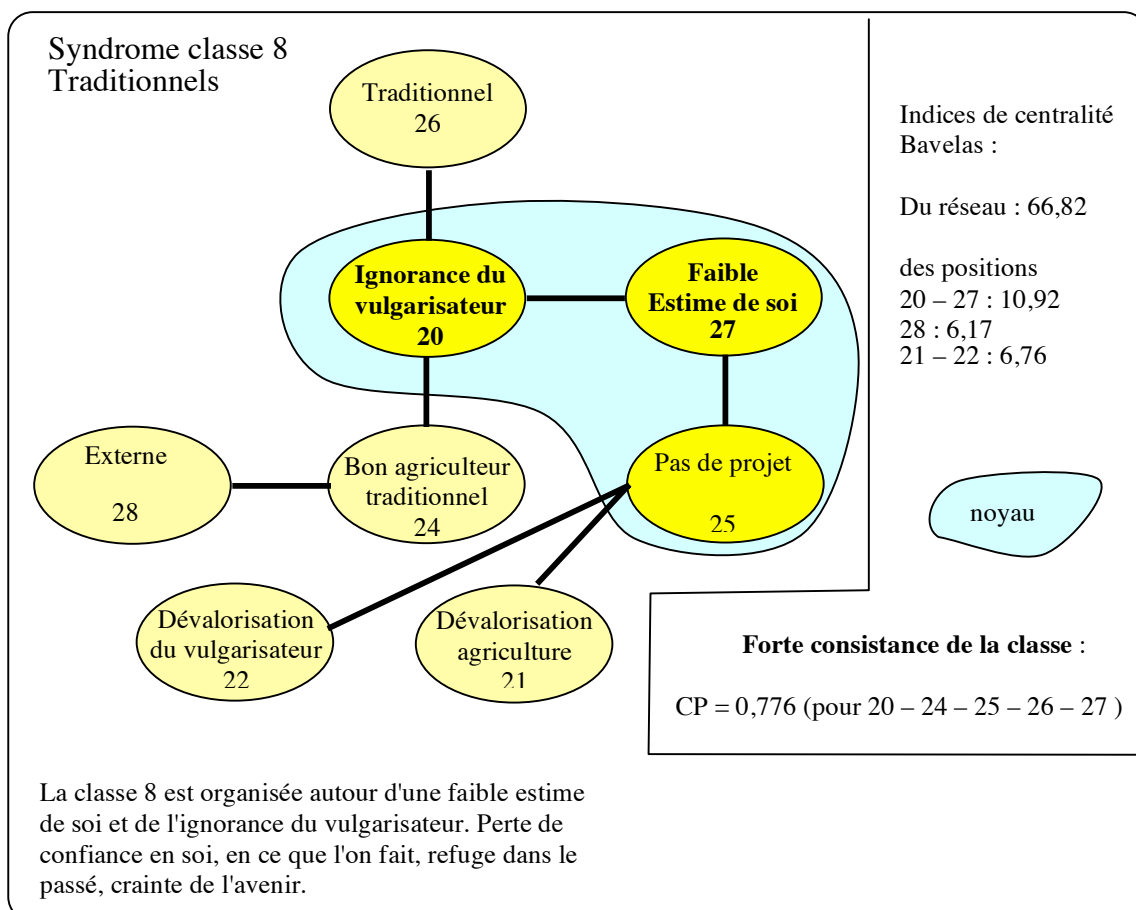 Syndrome classe 8
Traditionnels
Traditionnel
26
Ignorance du
vulgarisateur
20
Faible
Estime de soi
27
Externe
28
Bon agriculteur
traditionnel
24
Pas de projet
25
Dévalorisation
du vulgarisateur
22
Dévalorisation
agriculture
21
Indices de centralité
Bavelas :
Du réseau : 66,82
des positions
20 – 27 : 10,92
28 : 6,17
21 – 22 : 6,76
noyau
Forte consistance de la classe :
CP = 0,776 (pour 20 – 24 – 25 – 26 – 27 )
La classe 8 est organisée autour d'une faible estime
de soi et de l'ignorance du vulgarisateur. Perte de
confiance en soi, en ce que l'on fait, refuge dans le
passé, crainte de l'avenir.